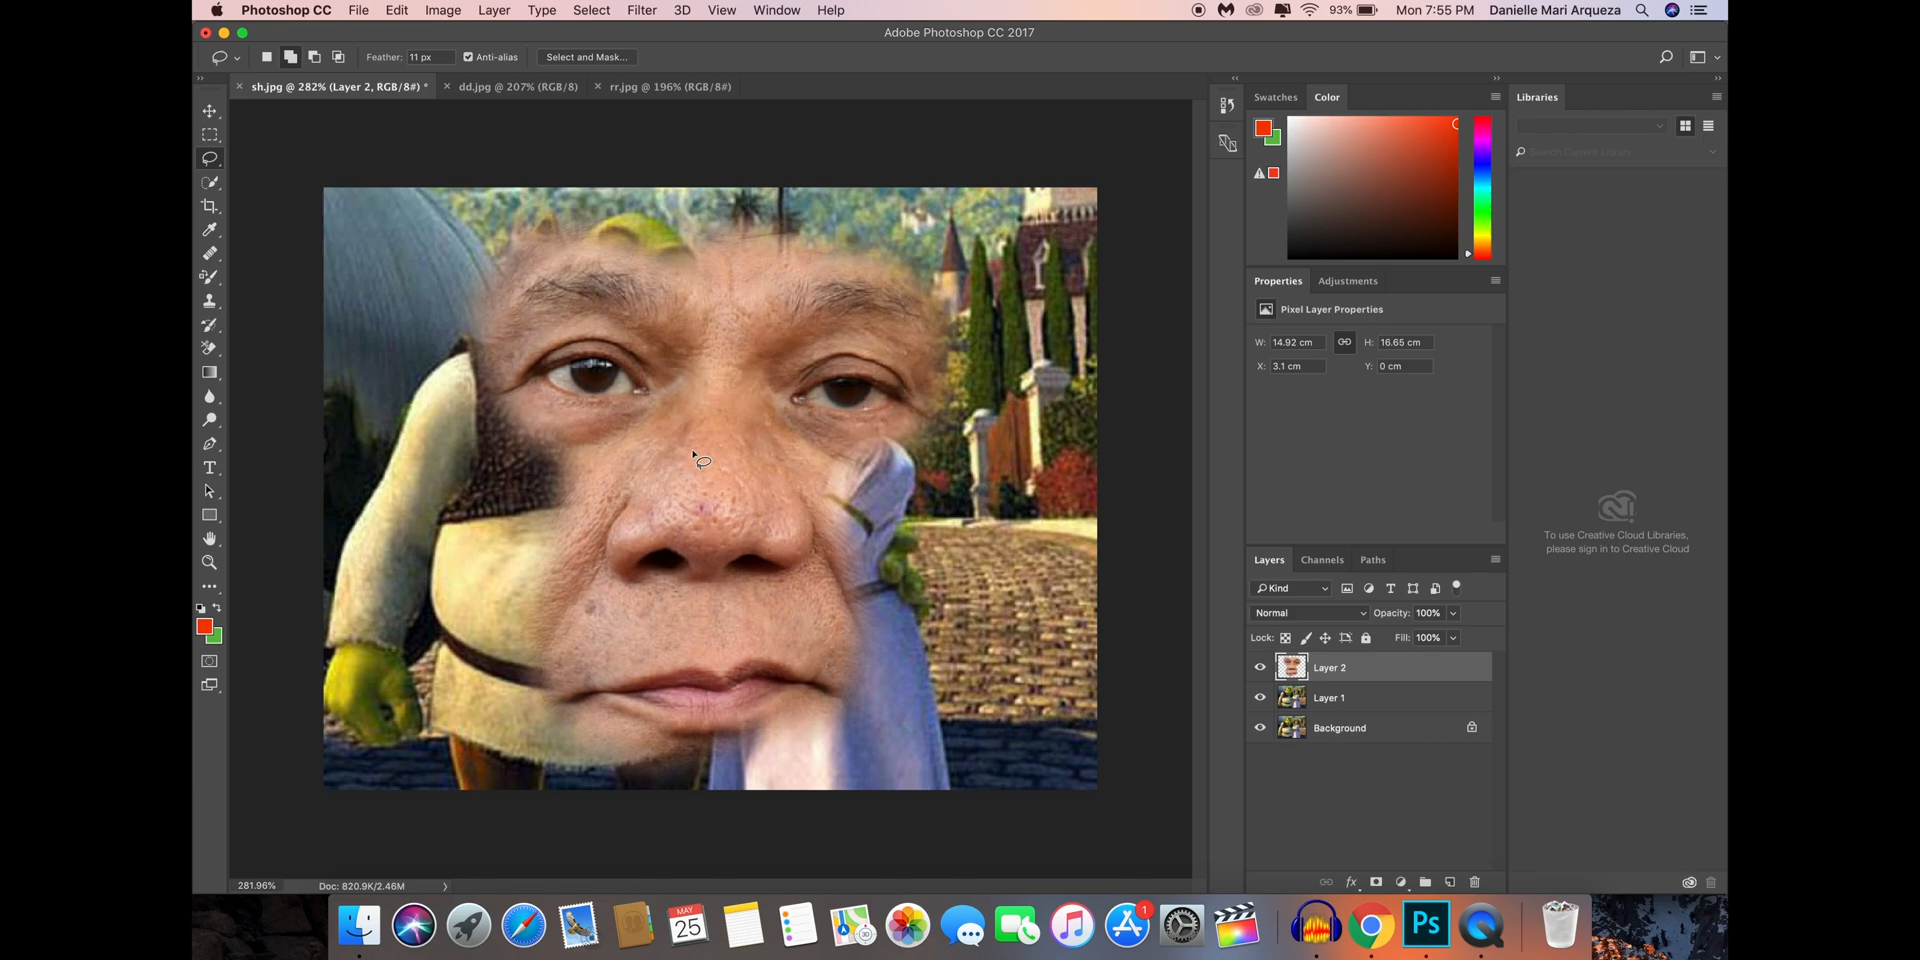 Photoshop CC File Edit Image Layer Type Select Filter 3D View Window Help 93% Mon 7:55 PM Danielle Mari Arqueza
Adobe Photoshop CC 2017
Feather: 11 px Anti-alias Select and Mask...
sh.jpg @ 282% (Layer 2, RGB/8#) * dd.jpg @ 207% (RGB/8) rr.jpg @ 196% (RGB/8#)
Swatches Color Libraries
Search Current Library
Properties Adjustments
Pixel Layer Properties
W: 14.92 cm H: 16.65 cm
X: 3.1 cm Y: 0 cm
To use Creative Cloud Libraries,
please sign in to Creative Cloud
Layers Channels Paths
Kind
Normal Opacity: 100%
Lock: Fill: 100%
Layer 2
Layer 1
Background
fx
281.96% Doc: 820.9K/2.46M
MAY
25
1
Ps